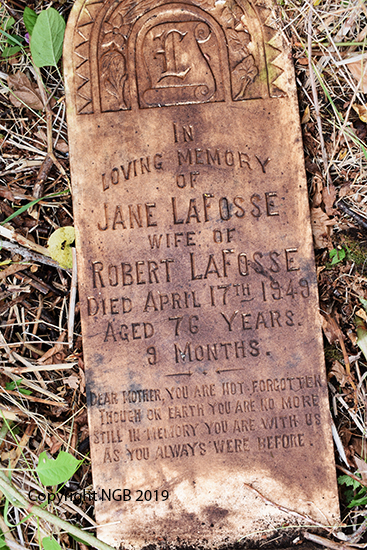 L
IN
LOVING MEMORY
OF
JANE LAFOSSE
WIFE OF
ROBERT LAFOSSE
DIED APRIL 17TH 1949
AGED 76 YEARS.
9 MONTHS.
DEAR MOTHER, YOU ARE NOT FORGOTTEN
THOUGH ON EARTH YOU ARE NO MORE
STILL IN MEMORY YOU ARE WITH US
AS YOU ALWAYS WERE BEFORE.
Copyright NGB 2019